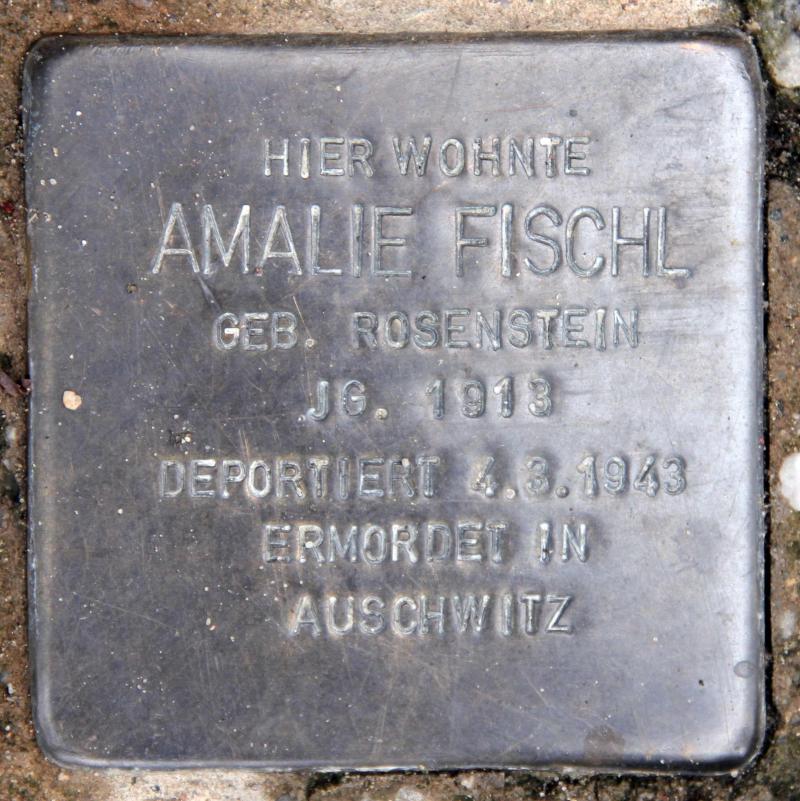 HIER WOHNTE
AMALIE FISCHL
GEB. ROSENSTEIN
JG. 1913
DEPORTIERT 4.3.1943
ERMORDET IN
AUSCHWITZ